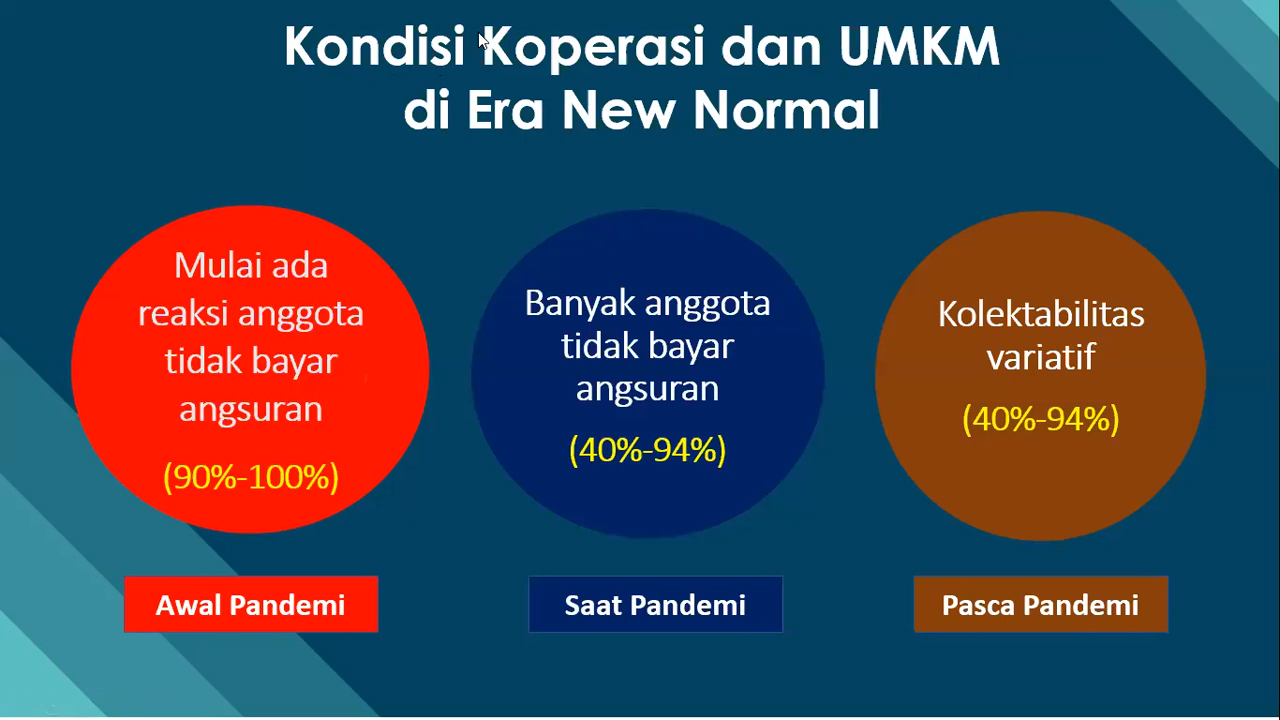 Kondisi Koperasi dan UMKM
di Era New Normal
Mulai ada
reaksi anggota
tidak bayar
angsuran
(90%-100%)
Banyak anggota
tidak bayar
angsuran
(40%-94%)
Kolektabilitas
variatif
(40%-94%)
Awal Pandemi
Saat Pandemi
Pasca Pandemi